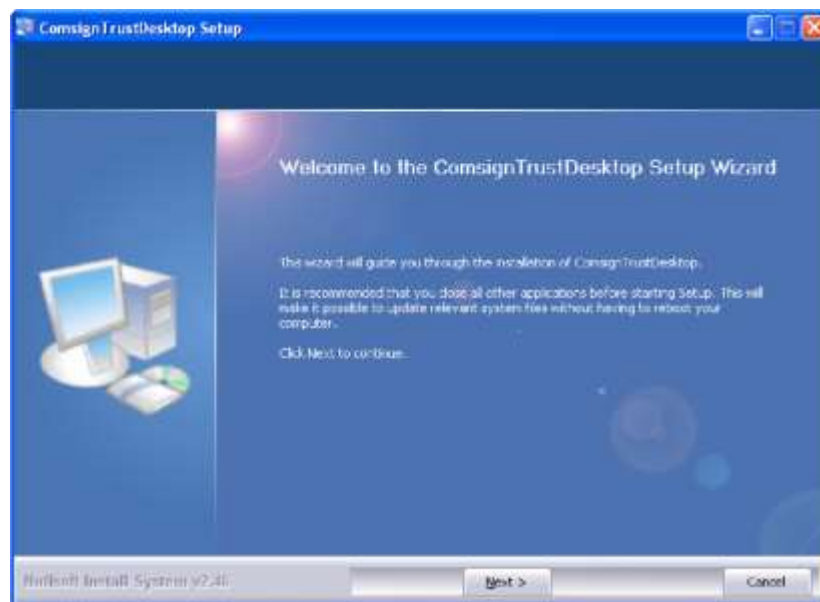 ComsignTrustDesktop Setup
Welcome to the ComsignTrustDesktop Setup Wizard
This wizard will guide you through the installation of ComsignTrustDesktop.
It is recommended that you close all other applications before starting Setup. This will
make it possible to update relevant system files without having to reboot your
computer.
Click Next to continue.
Nullsoft Install System v2.46
Next >
Cancel